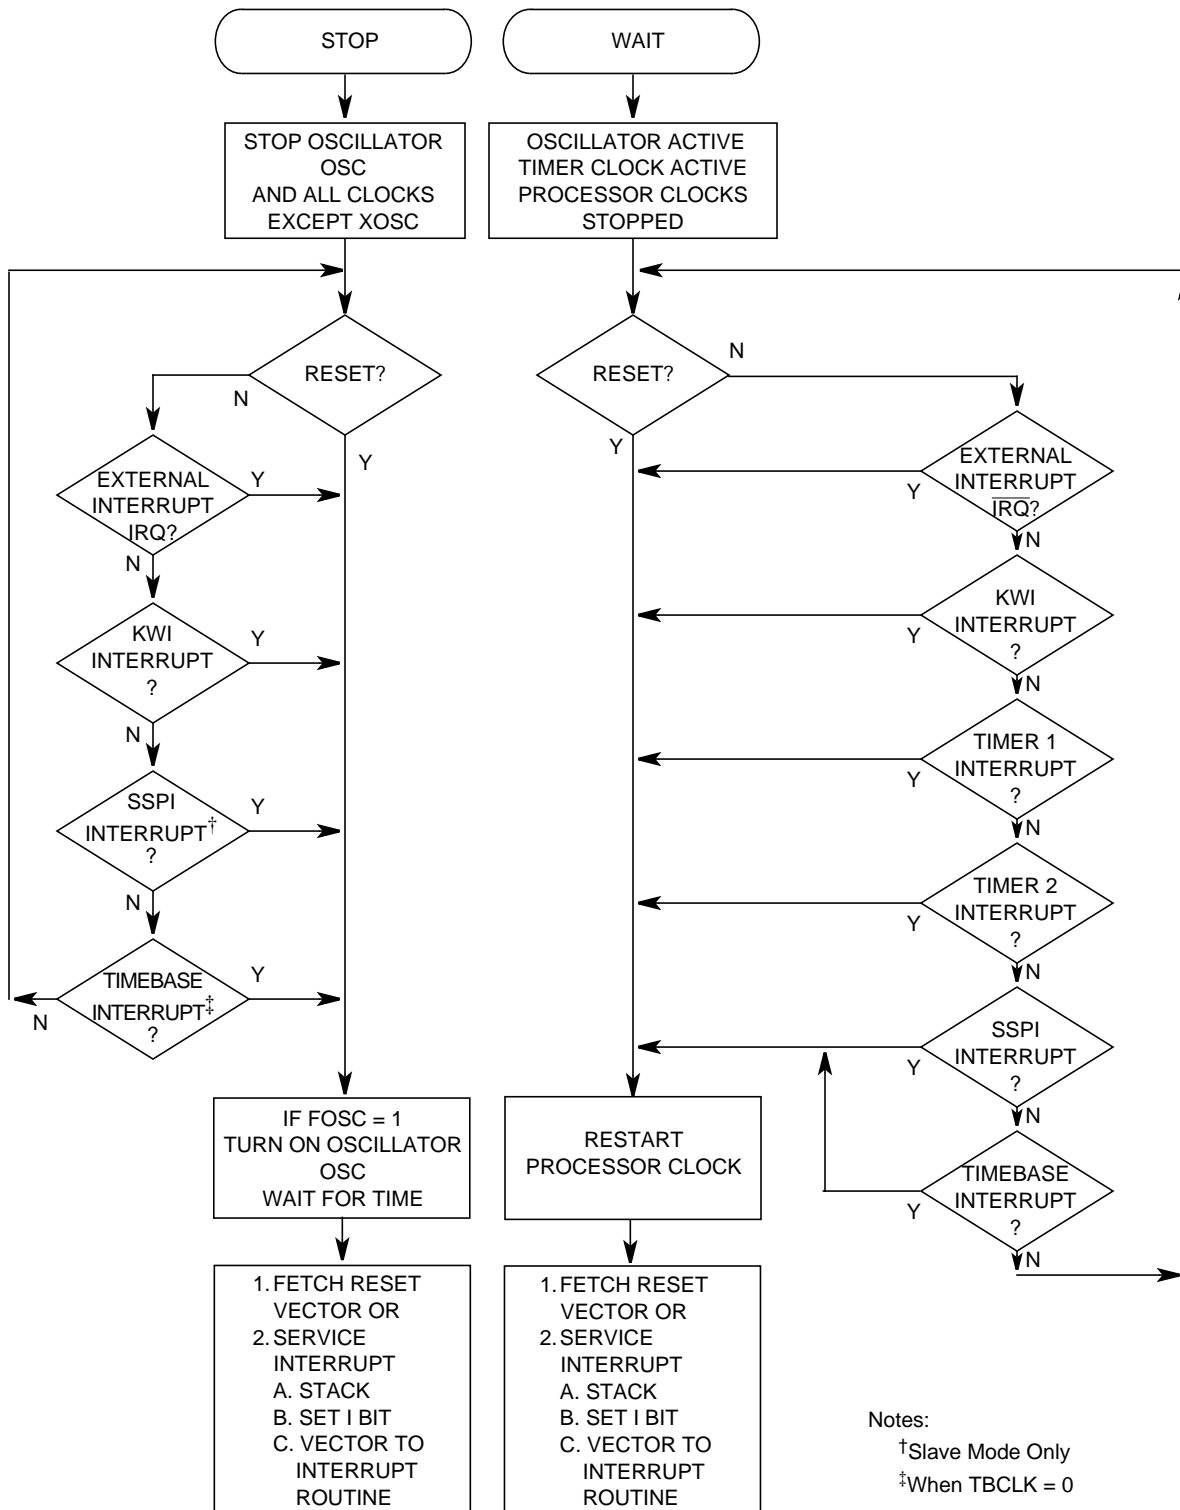 STOP
STOP OSCILLATOR
OSC
AND ALL CLOCKS
EXCEPT XOSC
RESET?
N
Y
EXTERNAL
INTERRUPT
IRQ?
Y
N
KWI
INTERRUPT
?
Y
N
SSPI
INTERRUPT†
?
Y
N
TIMEBASE
INTERRUPT‡
?
Y
N
IF FOSC = 1
TURN ON OSCILLATOR
OSC
WAIT FOR TIME
1. FETCH RESET
VECTOR OR
2. SERVICE
INTERRUPT
A. STACK
B. SET I BIT
C. VECTOR TO
INTERRUPT
ROUTINE
WAIT
OSCILLATOR ACTIVE
TIMER CLOCK ACTIVE
PROCESSOR CLOCKS
STOPPED
RESET?
N
Y
EXTERNAL
INTERRUPT
IRQ?
Y
N
KWI
INTERRUPT
?
Y
N
TIMER 1
INTERRUPT
?
Y
N
TIMER 2
INTERRUPT
?
Y
N
SSPI
INTERRUPT
?
Y
N
TIMEBASE
INTERRUPT
?
Y
N
RESTART
PROCESSOR CLOCK
1. FETCH RESET
VECTOR OR
2. SERVICE
INTERRUPT
A. STACK
B. SET I BIT
C. VECTOR TO
INTERRUPT
ROUTINE
Notes:
†Slave Mode Only
‡When TBCLK = 0